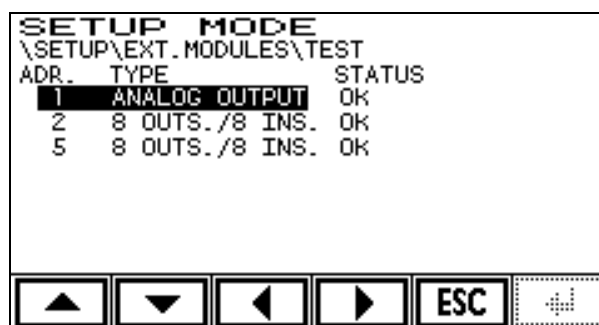 SETUP MODE
\SETUP\EXT.MODULES\TEST
ADR. TYPE STATUS
1 ANALOG OUTPUT OK
2 8 OUTS./8 INS. OK
5 8 OUTS./8 INS. OK
ESC